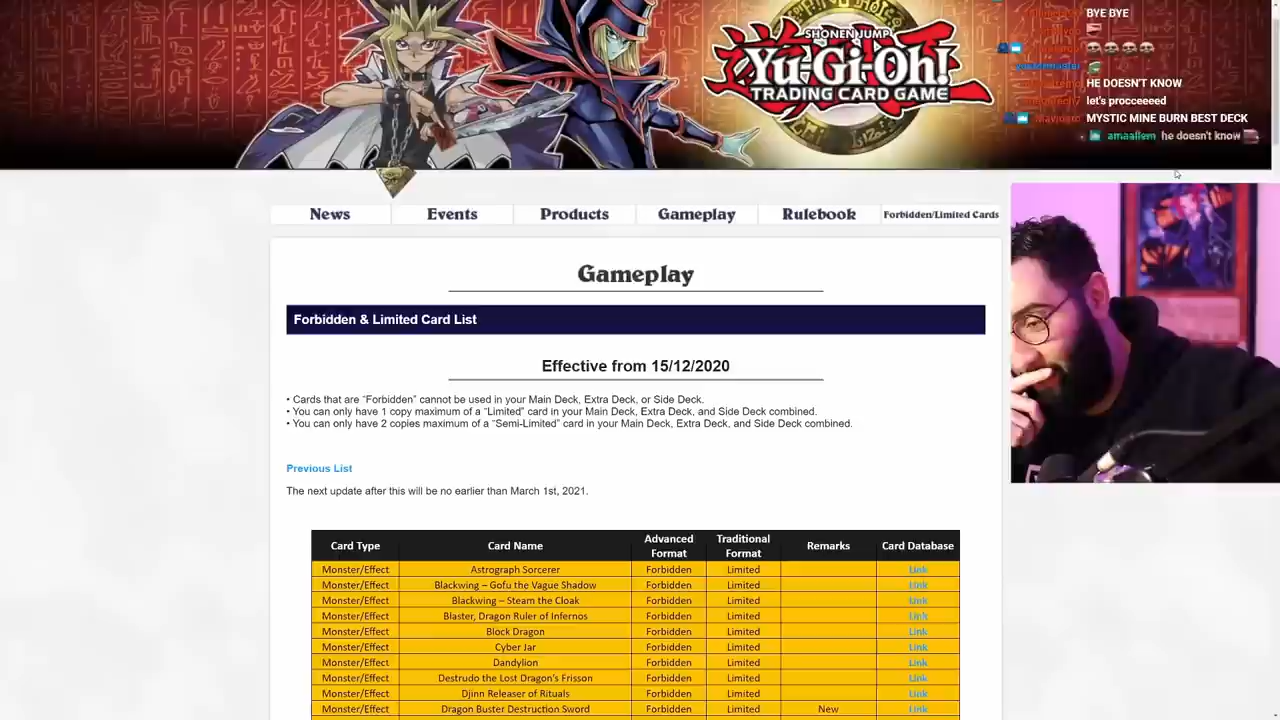 BYE BYE
HE DOESN'T KNOW
let's procceeeed
MYSTIC MINE BURN BEST DECK
amaallem he doesn't know
SHONEN JUMP
Yu-Gi-Oh!
TRADING CARD GAME
News Events Products Gameplay Rulebook Forbidden/Limited Cards
Gameplay
Forbidden & Limited Card List
Effective from 15/12/2020
• Cards that are “Forbidden” cannot be used in your Main Deck, Extra Deck, or Side Deck.
• You can only have 1 copy maximum of a “Limited” card in your Main Deck, Extra Deck, and Side Deck combined.
• You can only have 2 copies maximum of a “Semi-Limited” card in your Main Deck, Extra Deck, and Side Deck combined.
Previous List
The next update after this will be no earlier than March 1st, 2021.
Card Type Card Name Advanced Format Traditional Format Remarks Card Database
Monster/Effect Astrograph Sorcerer Forbidden Limited Link
Monster/Effect Blackwing – Gofu the Vague Shadow Forbidden Limited Link
Monster/Effect Blackwing – Steam the Cloak Forbidden Limited Link
Monster/Effect Blaster, Dragon Ruler of Infernos Forbidden Limited Link
Monster/Effect Block Dragon Forbidden Limited Link
Monster/Effect Cyber Jar Forbidden Limited Link
Monster/Effect Dandylion Forbidden Limited Link
Monster/Effect Destrudo the Lost Dragon's Frisson Forbidden Limited Link
Monster/Effect Djinn Releaser of Rituals Forbidden Limited Link
Monster/Effect Dragon Buster Destruction Sword Forbidden Limited New Link